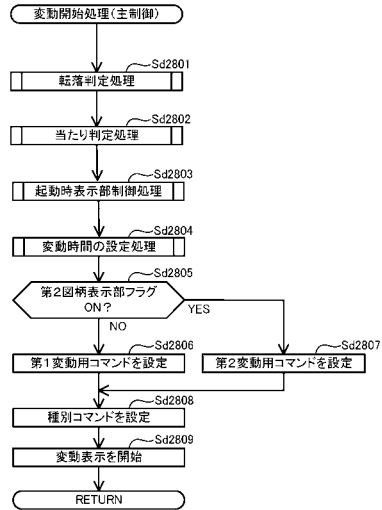 変動開始処理(主制御)
Sd2801
転落判定処理
Sd2802
当たり判定処理
Sd2803
起動時表示部制御処理
Sd2804
変動時間の設定処理
Sd2805
第2図柄表示部フラグ
ON?
YES
NO
Sd2806
第1変動用コマンドを設定
Sd2807
第2変動用コマンドを設定
Sd2808
種別コマンドを設定
Sd2809
変動表示を開始
RETURN